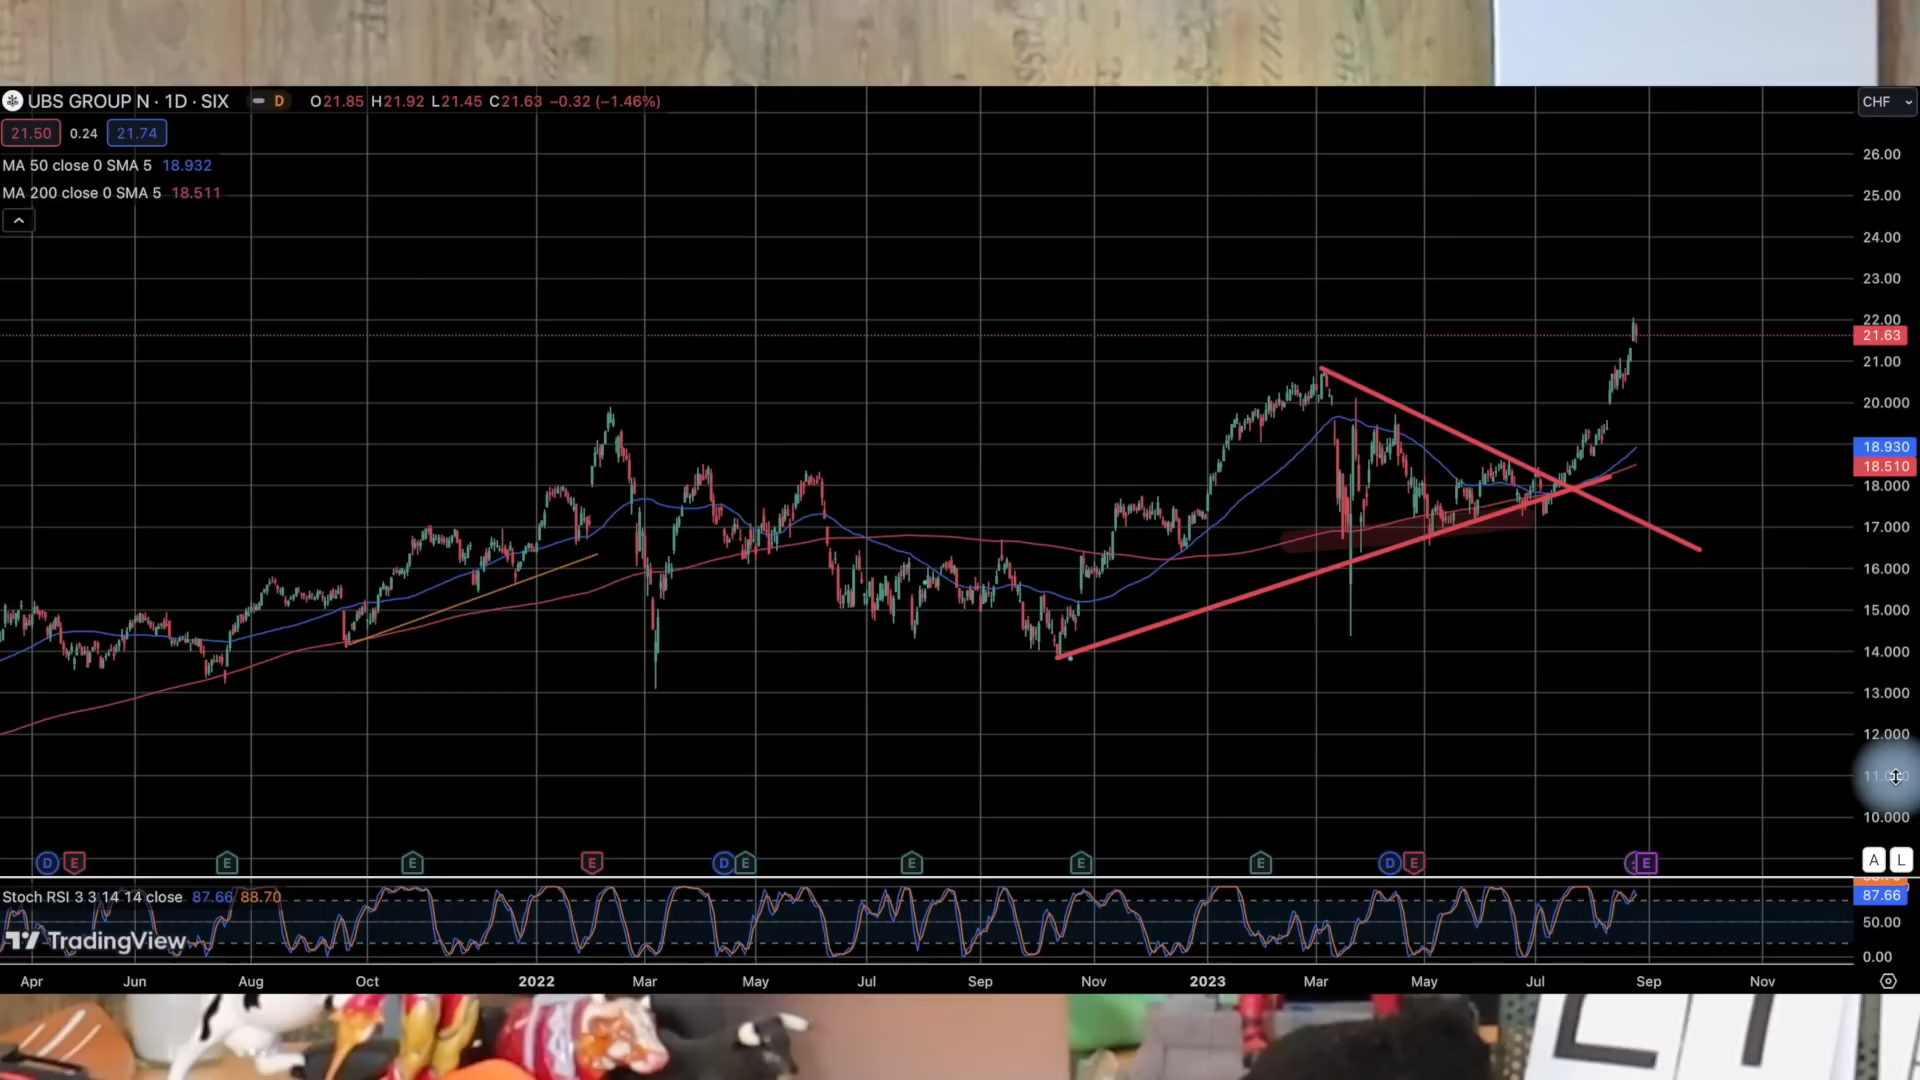 UBS GROUP N · 1D · SIX D O21.85 H21.92 L21.45 C21.63 −0.32 (−1.46%)
CHF
21.50 0.24 21.74
MA 50 close 0 SMA 5 18.932
MA 200 close 0 SMA 5 18.511
26.00
25.00
24.00
23.00
22.00
21.63
21.00
20.000
18.930
18.510
18.000
17.000
16.000
15.000
14.000
13.000
12.000
10.000
D E E E E D E E E E D E E
A L
Stoch RSI 3 3 14 14 close 87.66 88.70
87.66
50.00
TradingView
0.00
Apr Jun Aug Oct 2022 Mar May Jul Sep Nov 2023 Mar May Jul Sep Nov